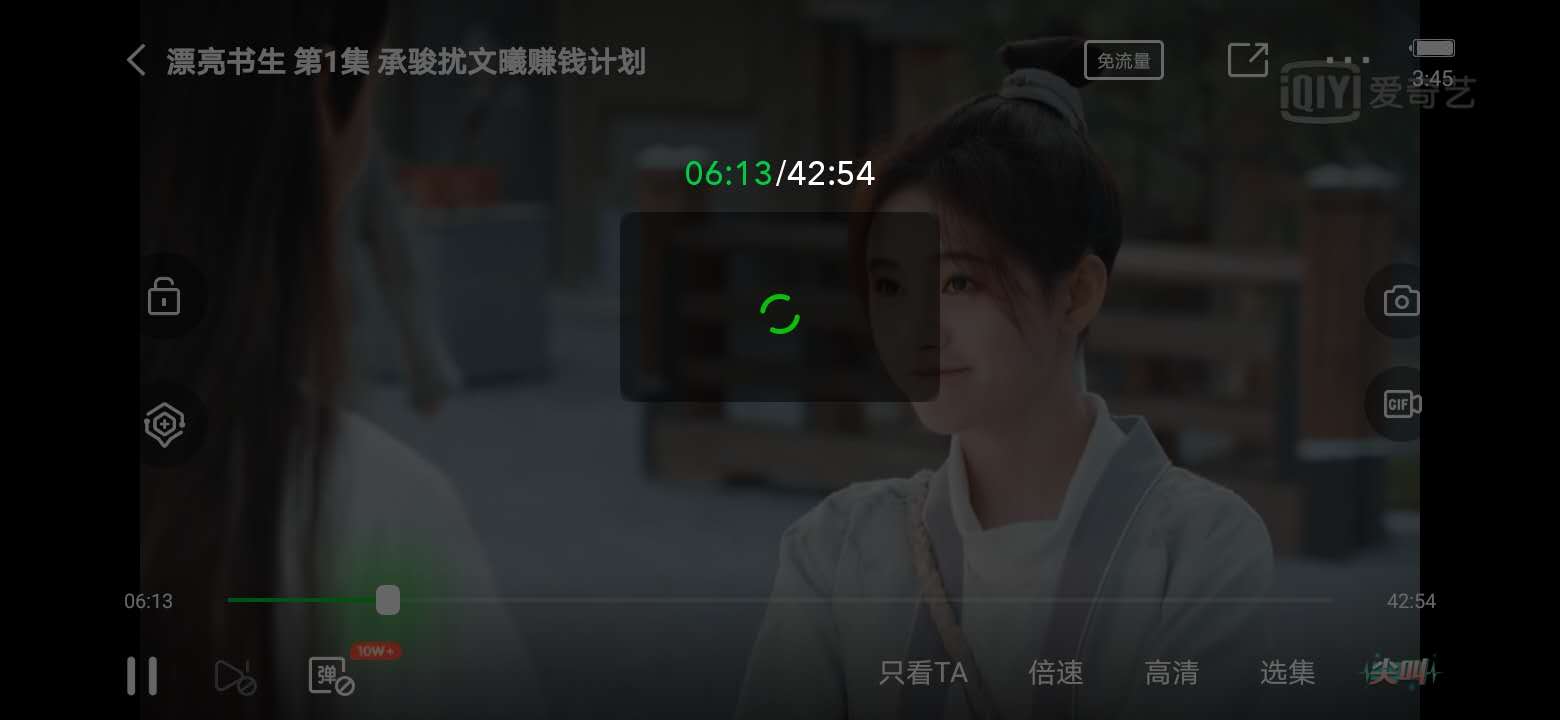 漂亮书生 第1集 承骏扰文曦赚钱计划
免流量
3:45
iQIYI 爱奇艺
06:13/42:54
GIF
06:13
42:54
弹
10W+
只看TA
倍速
高清
选集
尖叫